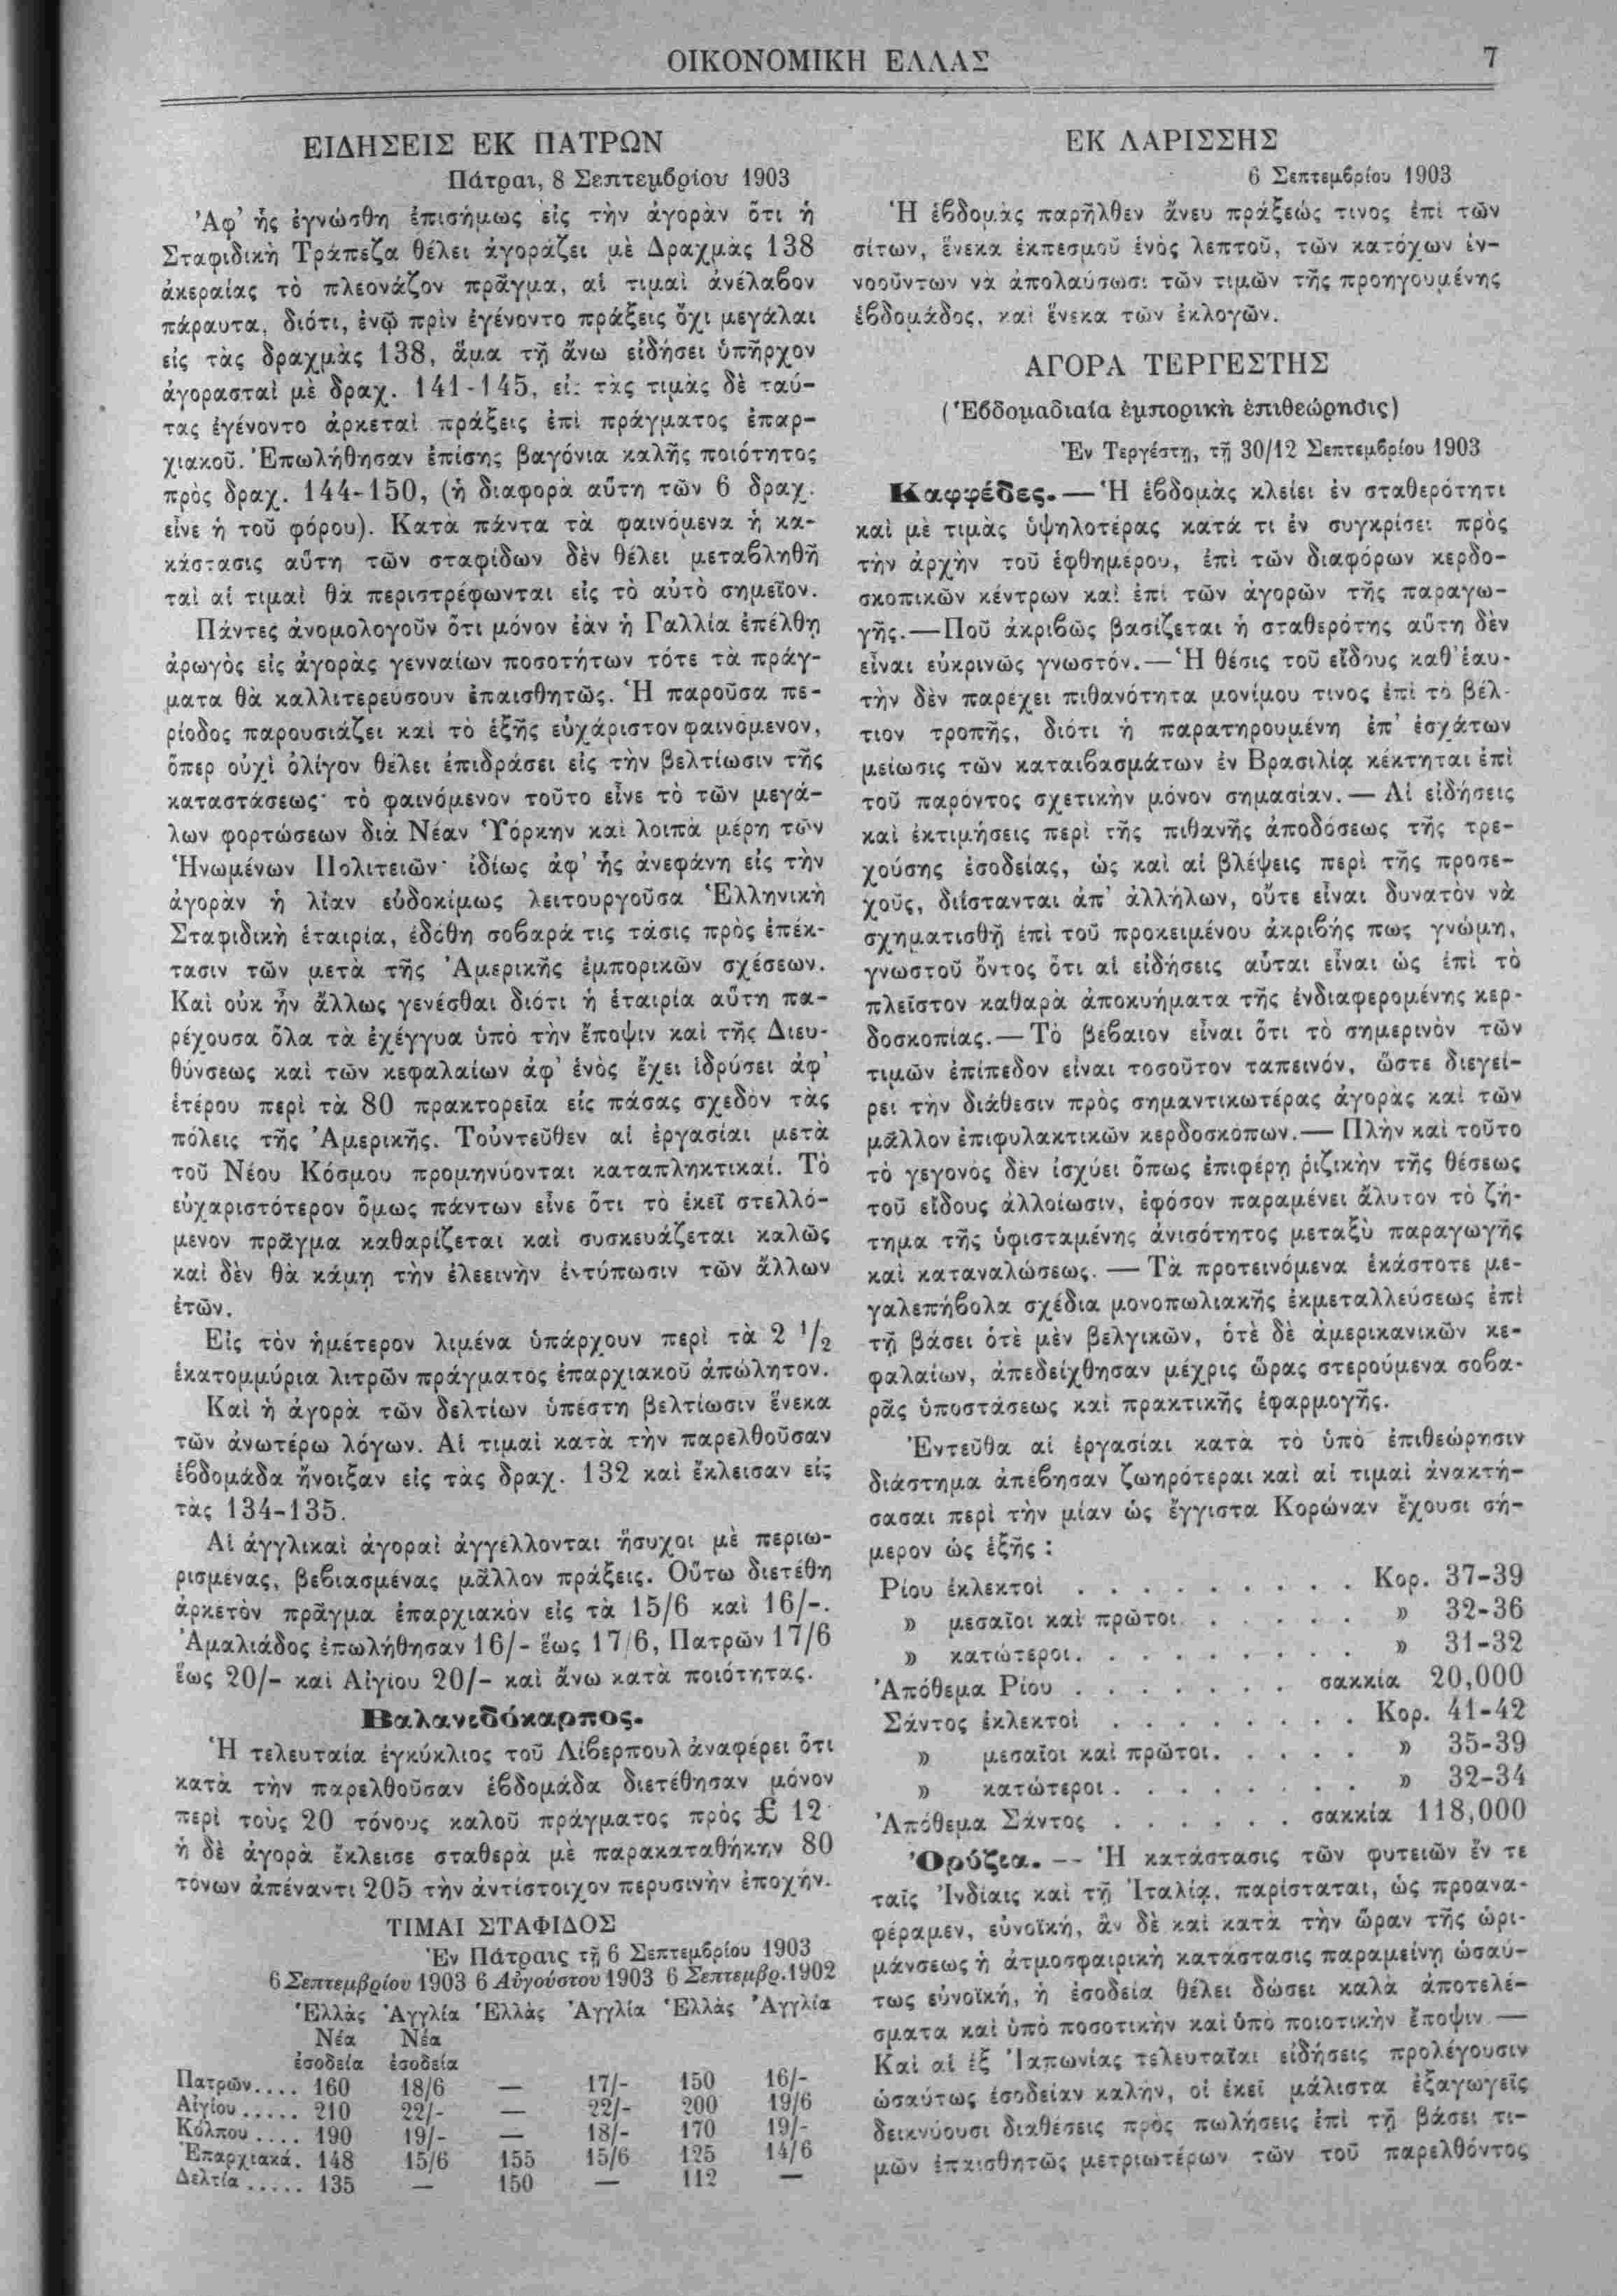 ΟΙΚΟΝΟΜΙΚΗ ΕΛΛΑΣ
7
ΕΙΔΗΣΕΙΣ ΕΚ ΠΑΤΡΩΝ
Πάτραι, 8 Σεπτεμβρίου 1903
Ἀφ' ἧς ἐγνώσθη ἐπισήμως εἰς τὴν ἀγορὰν ὅτι ἡ
Σταφιδικὴ Τράπεζα θέλει ἀγοράζει μὲ Δραχμὰς 138
ἀκεραίας τὸ πλεονάζον πρᾶγμα, αἱ τιμαὶ ἀνέλαβον
πάραυτα, διότι, ἐνῷ πρὶν ἐγένοντο πράξεις ὄχι μεγάλαι
εἰς τὰς δραχμὰς 138, ἅμα τῇ ἄνω εἰδήσει ὑπῆρχον
ἀγορασταὶ μὲ δραχ. 141-145, εἰς τὰς τιμὰς δὲ ταύ-
τας ἐγένοντο ἀρκεταὶ πράξεις ἐπὶ πράγματος ἐπαρ-
χιακοῦ. Ἐπωλήθησαν ἐπίσης βαγόνια καλῆς ποιότητος
πρὸς δραχ. 144-150, (ἡ διαφορὰ αὕτη τῶν 6 δραχ.
εἶνε ἡ τοῦ φόρου). Κατὰ πάντα τὰ φαινόμενα ἡ κα-
κάστασις αὕτη τῶν σταφίδων δὲν θέλει μεταβληθῆ
ταὶ αἱ τιμαὶ θὰ περιστρέφωνται εἰς τὸ αὐτὸ σημεῖον.
Πάντες ἀνομολογοῦν ὅτι μόνον ἐὰν ἡ Γαλλία ἐπέλθῃ
ἀρωγὸς εἰς ἀγορὰς γενναίων ποσοτήτων τότε τὰ πράγ-
ματα θὰ καλλιτερεύσουν ἐπαισθητῶς. Ἡ παροῦσα πε-
ρίοδος παρουσιάζει καὶ τὸ ἑξῆς εὐχάριστον φαινόμενον,
ὅπερ οὐχὶ ὀλίγον θέλει ἐπιδράσει εἰς τὴν βελτίωσιν τῆς
καταστάσεως· τὸ φαινόμενον τοῦτο εἶνε τὸ τῶν μεγά-
λων φορτώσεων διὰ Νέαν Ὑόρκην καὶ λοιπὰ μέρη τῶν
Ἡνωμένων Πολιτειῶν· ἰδίως ἀφ' ἧς ἀνεφάνη εἰς τὴν
ἀγορὰν ἡ λίαν εὐδοκίμως λειτουργοῦσα Ἑλληνικὴ
Σταφιδικὴ ἑταιρία, ἐδόθη σοβαρά τις τάσις πρὸς ἐπέκ-
τασιν τῶν μετὰ τῆς Ἀμερικῆς ἐμπορικῶν σχέσεων.
Καὶ οὐκ ἦν ἄλλως γενέσθαι διότι ἡ ἑταιρία αὕτη πα-
ρέχουσα ὅλα τὰ ἐχέγγυα ὑπὸ τὴν ἔποψιν καὶ τῆς Διευ-
θύνσεως καὶ τῶν κεφαλαίων ἀφ' ἑνὸς ἔχει ἱδρύσει ἀφ'
ἑτέρου περὶ τὰ 80 πρακτορεῖα εἰς πάσας σχεδὸν τὰς
πόλεις τῆς Ἀμερικῆς. Τοὐντεῦθεν αἱ ἐργασίαι μετὰ
τοῦ Νέου Κόσμου προμηνύονται καταπληκτικαί. Τὸ
εὐχαριστότερον ὅμως πάντων εἶνε ὅτι τὸ ἐκεῖ στελλό-
μενον πρᾶγμα καθαρίζεται καὶ συσκευάζεται καλῶς
καὶ δὲν θὰ κάμῃ τὴν ἐλεεινὴν ἐντύπωσιν τῶν ἄλλων
ἐτῶν.
Εἰς τὸν ἡμέτερον λιμένα ὑπάρχουν περὶ τὰ 2 1/2
ἑκατομμύρια λιτρῶν πράγματος ἐπαρχιακοῦ ἀπώλητον.
Καὶ ἡ ἀγορὰ τῶν δελτίων ὑπέστη βελτίωσιν ἕνεκα
τῶν ἀνωτέρω λόγων. Αἱ τιμαὶ κατὰ τὴν παρελθοῦσαν
ἑβδομάδα ἤνοιξαν εἰς τὰς δραχ. 132 καὶ ἔκλεισαν εἰς
τὰς 134-135.
Αἱ ἀγγλικαὶ ἀγοραὶ ἀγγέλλονται ἥσυχοι μὲ περιω-
ρισμένας, βεβιασμένας μᾶλλον πράξεις. Οὕτω διετέθη
ἀρκετὸν πρᾶγμα ἐπαρχιακὸν εἰς τὰ 15/6 καὶ 16/-.
Ἀμαλιάδος ἐπωλήθησαν 16/- ἕως 17/6, Πατρῶν 17/6
ἕως 20/- καὶ Αἰγίου 20/- καὶ ἄνω κατὰ ποιότητας.
Βαλανιδόκαρπος.
Ἡ τελευταία ἐγκύκλιος τοῦ Λίβερπουλ ἀναφέρει ὅτι
κατὰ τὴν παρελθοῦσαν ἑβδομάδα διετέθησαν μόνον
περὶ τοὺς 20 τόνους καλοῦ πράγματος πρὸς £ 12
ἡ δὲ ἀγορὰ ἔκλεισε σταθερὰ μὲ παρακαταθήκην 80
τόνων ἀπέναντι 205 τὴν ἀντίστοιχον περυσινὴν ἐποχήν.
ΤΙΜΑΙ ΣΤΑΦΙΔΟΣ
Ἐν Πάτραις τῇ 6 Σεπτεμβρίου 1903
6 Σεπτεμβρίου 1903 6 Αὐγούστου 1903 6 Σεπτεμβρ. 1902
Ἑλλὰς Ἀγγλία Ἑλλὰς Ἀγγλία Ἑλλὰς Ἀγγλία
Νέα Νέα
ἐσοδεία ἐσοδεία
Πατρῶν.... 160 18/6 — 17/- 150 16/-
Αἰγίου..... 210 22/- — 22/- 200 19/6
Κόλπου.... 190 19/- — 18/- 170 19/-
Ἐπαρχιακά. 148 15/6 155 15/6 125 14/6
Δελτία..... 135 — 150 — 112 —
ΕΚ ΛΑΡΙΣΣΗΣ
6 Σεπτεμβρίου 1903
Ἡ ἑβδομὰς παρῆλθεν ἄνευ πράξεώς τινος ἐπὶ τῶν
σίτων, ἕνεκα ἐκπεσμοῦ ἑνὸς λεπτοῦ, τῶν κατόχων ἐν-
νοούντων νὰ ἀπολαύσωσι τῶν τιμῶν τῆς προηγουμένης
ἑβδομάδος, καὶ ἕνεκα τῶν ἐκλογῶν.
ΑΓΟΡΑ ΤΕΡΓΕΣΤΗΣ
(Ἑβδομαδιαία ἐμπορικὴ ἐπιθεώρησις)
Ἐν Τεργέστῃ, τῇ 30/12 Σεπτεμβρίου 1903
Καφφέδες.—Ἡ ἑβδομὰς κλείει ἐν σταθερότητι
καὶ μὲ τιμὰς ὑψηλοτέρας κατά τι ἐν συγκρίσει πρὸς
τὴν ἀρχὴν τοῦ ἑφθημέρου, ἐπὶ τῶν διαφόρων κερδο-
σκοπικῶν κέντρων καὶ ἐπὶ τῶν ἀγορῶν τῆς παραγω-
γῆς.—Ποῦ ἀκριβῶς βασίζεται ἡ σταθερότης αὕτη δὲν
εἶναι εὐκρινῶς γνωστόν.—Ἡ θέσις τοῦ εἴδους καθ' ἑαυ-
τὴν δὲν παρέχει πιθανότητα μονίμου τινος ἐπὶ τὸ βέλ-
τιον τροπῆς, διότι ἡ παρατηρουμένη ἐπ' ἐσχάτων
μείωσις τῶν καταιβασμάτων ἐν Βρασιλίᾳ κέκτηται ἐπὶ
τοῦ παρόντος σχετικὴν μόνον σημασίαν.— Αἱ εἰδήσεις
καὶ ἐκτιμήσεις περὶ τῆς πιθανῆς ἀποδόσεως τῆς τρε-
χούσης ἐσοδείας, ὡς καὶ αἱ βλέψεις περὶ τῆς προσε-
χοῦς, διΐστανται ἀπ' ἀλλήλων, οὔτε εἶναι δυνατὸν νὰ
σχηματισθῇ ἐπὶ τοῦ προκειμένου ἀκριβής πως γνώμη,
γνωστοῦ ὄντος ὅτι αἱ εἰδήσεις αὗται εἶναι ὡς ἐπὶ τὸ
πλεῖστον καθαρὰ ἀποκυήματα τῆς ἐνδιαφερομένης κερ-
δοσκοπίας.—Τὸ βέβαιον εἶναι ὅτι τὸ σημερινὸν τῶν
τιμῶν ἐπίπεδον εἶναι τοσοῦτον ταπεινόν, ὥστε διεγεί-
ρει τὴν διάθεσιν πρὸς σημαντικωτέρας ἀγορὰς καὶ τῶν
μᾶλλον ἐπιφυλακτικῶν κερδοσκόπων.— Πλὴν καὶ τοῦτο
τὸ γεγονὸς δὲν ἰσχύει ὅπως ἐπιφέρῃ ῥιζικὴν τῆς θέσεως
τοῦ εἴδους ἀλλοίωσιν, ἐφόσον παραμένει ἄλυτον τὸ ζή-
τημα τῆς ὑφισταμένης ἀνισότητος μεταξὺ παραγωγῆς
καὶ καταναλώσεως. — Τὰ προτεινόμενα ἑκάστοτε με-
γαλεπήβολα σχέδια μονοπωλιακῆς ἐκμεταλλεύσεως ἐπὶ
τῇ βάσει ὁτὲ μὲν βελγικῶν, ὁτὲ δὲ ἀμερικανικῶν κε-
φαλαίων, ἀπεδείχθησαν μέχρις ὥρας στερούμενα σοβα-
ρᾶς ὑποστάσεως καὶ πρακτικῆς ἐφαρμογῆς.
Ἐντεῦθα αἱ ἐργασίαι κατὰ τὸ ὑπὸ ἐπιθεώρησιν
διάστημα ἀπέβησαν ζωηρότεραι καὶ αἱ τιμαὶ ἀνακτή-
σασαι περὶ τὴν μίαν ὡς ἔγγιστα Κορώναν ἔχουσι σή-
μερον ὡς ἑξῆς :
Ρίου ἐκλεκτοὶ . . . . . . . . . Κορ. 37-39
» μεσαῖοι καὶ πρῶτοι . . . . . » 32-36
» κατώτεροι . . . . . . . . . » 31-32
Ἀπόθεμα Ρίου . . . . . . . σακκία 20,000
Σάντος ἐκλεκτοὶ . . . . . . . . Κορ. 41-42
» μεσαῖοι καὶ πρῶτοι . . . . . » 35-39
» κατώτεροι . . . . . . . . » 32-34
Ἀπόθεμα Σάντος . . . . . . σακκία 118,000
Ὀρύζια. -- Ἡ κατάστασις τῶν φυτειῶν ἔν τε
ταῖς Ἰνδίαις καὶ τῇ Ἰταλίᾳ, παρίσταται, ὡς προανα-
φέραμεν, εὐνοϊκή, ἂν δὲ καὶ κατὰ τὴν ὥραν τῆς ὡρι-
μάνσεως ἡ ἀτμοσφαιρικὴ κατάστασις παραμείνῃ ὡσαύ-
τως εὐνοϊκή, ἡ ἐσοδεία θέλει δώσει καλὰ ἀποτελέ-
σματα καὶ ὑπὸ ποσοτικὴν καὶ ὑπὸ ποιοτικὴν ἔποψιν —
Καὶ αἱ ἐξ Ἰαπωνίας τελευταῖαι εἰδήσεις προλέγουσιν
ὡσαύτως ἐσοδείαν καλήν, οἱ ἐκεῖ μάλιστα ἐξαγωγεῖς
δεικνύουσι διαθέσεις πρὸς πωλήσεις ἐπὶ τῇ βάσει τι-
μῶν ἐπαισθητῶς μετριωτέρων τῶν τοῦ παρελθόντος